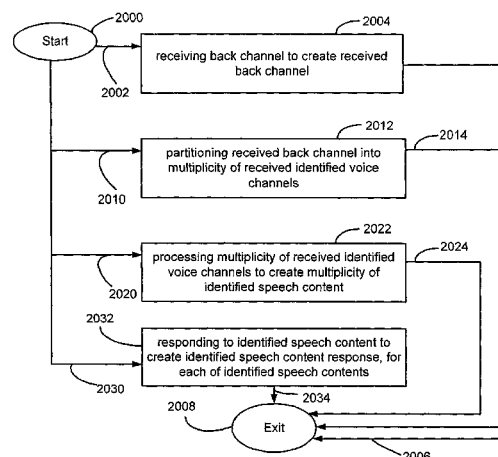 Start
2000
2002
2004
receiving back channel to create received
back channel
2012
2014
partitioning received back channel into
multiplicity of received identified voice
channels
2010
2022
2024
processing multiplicity of received identified
voice channels to create multiplicity of
identified speech content
2020
2032
responding to identified speech content to
create identified speech content response, for
each of identified speech contents
2030
2034
2008
Exit
2006